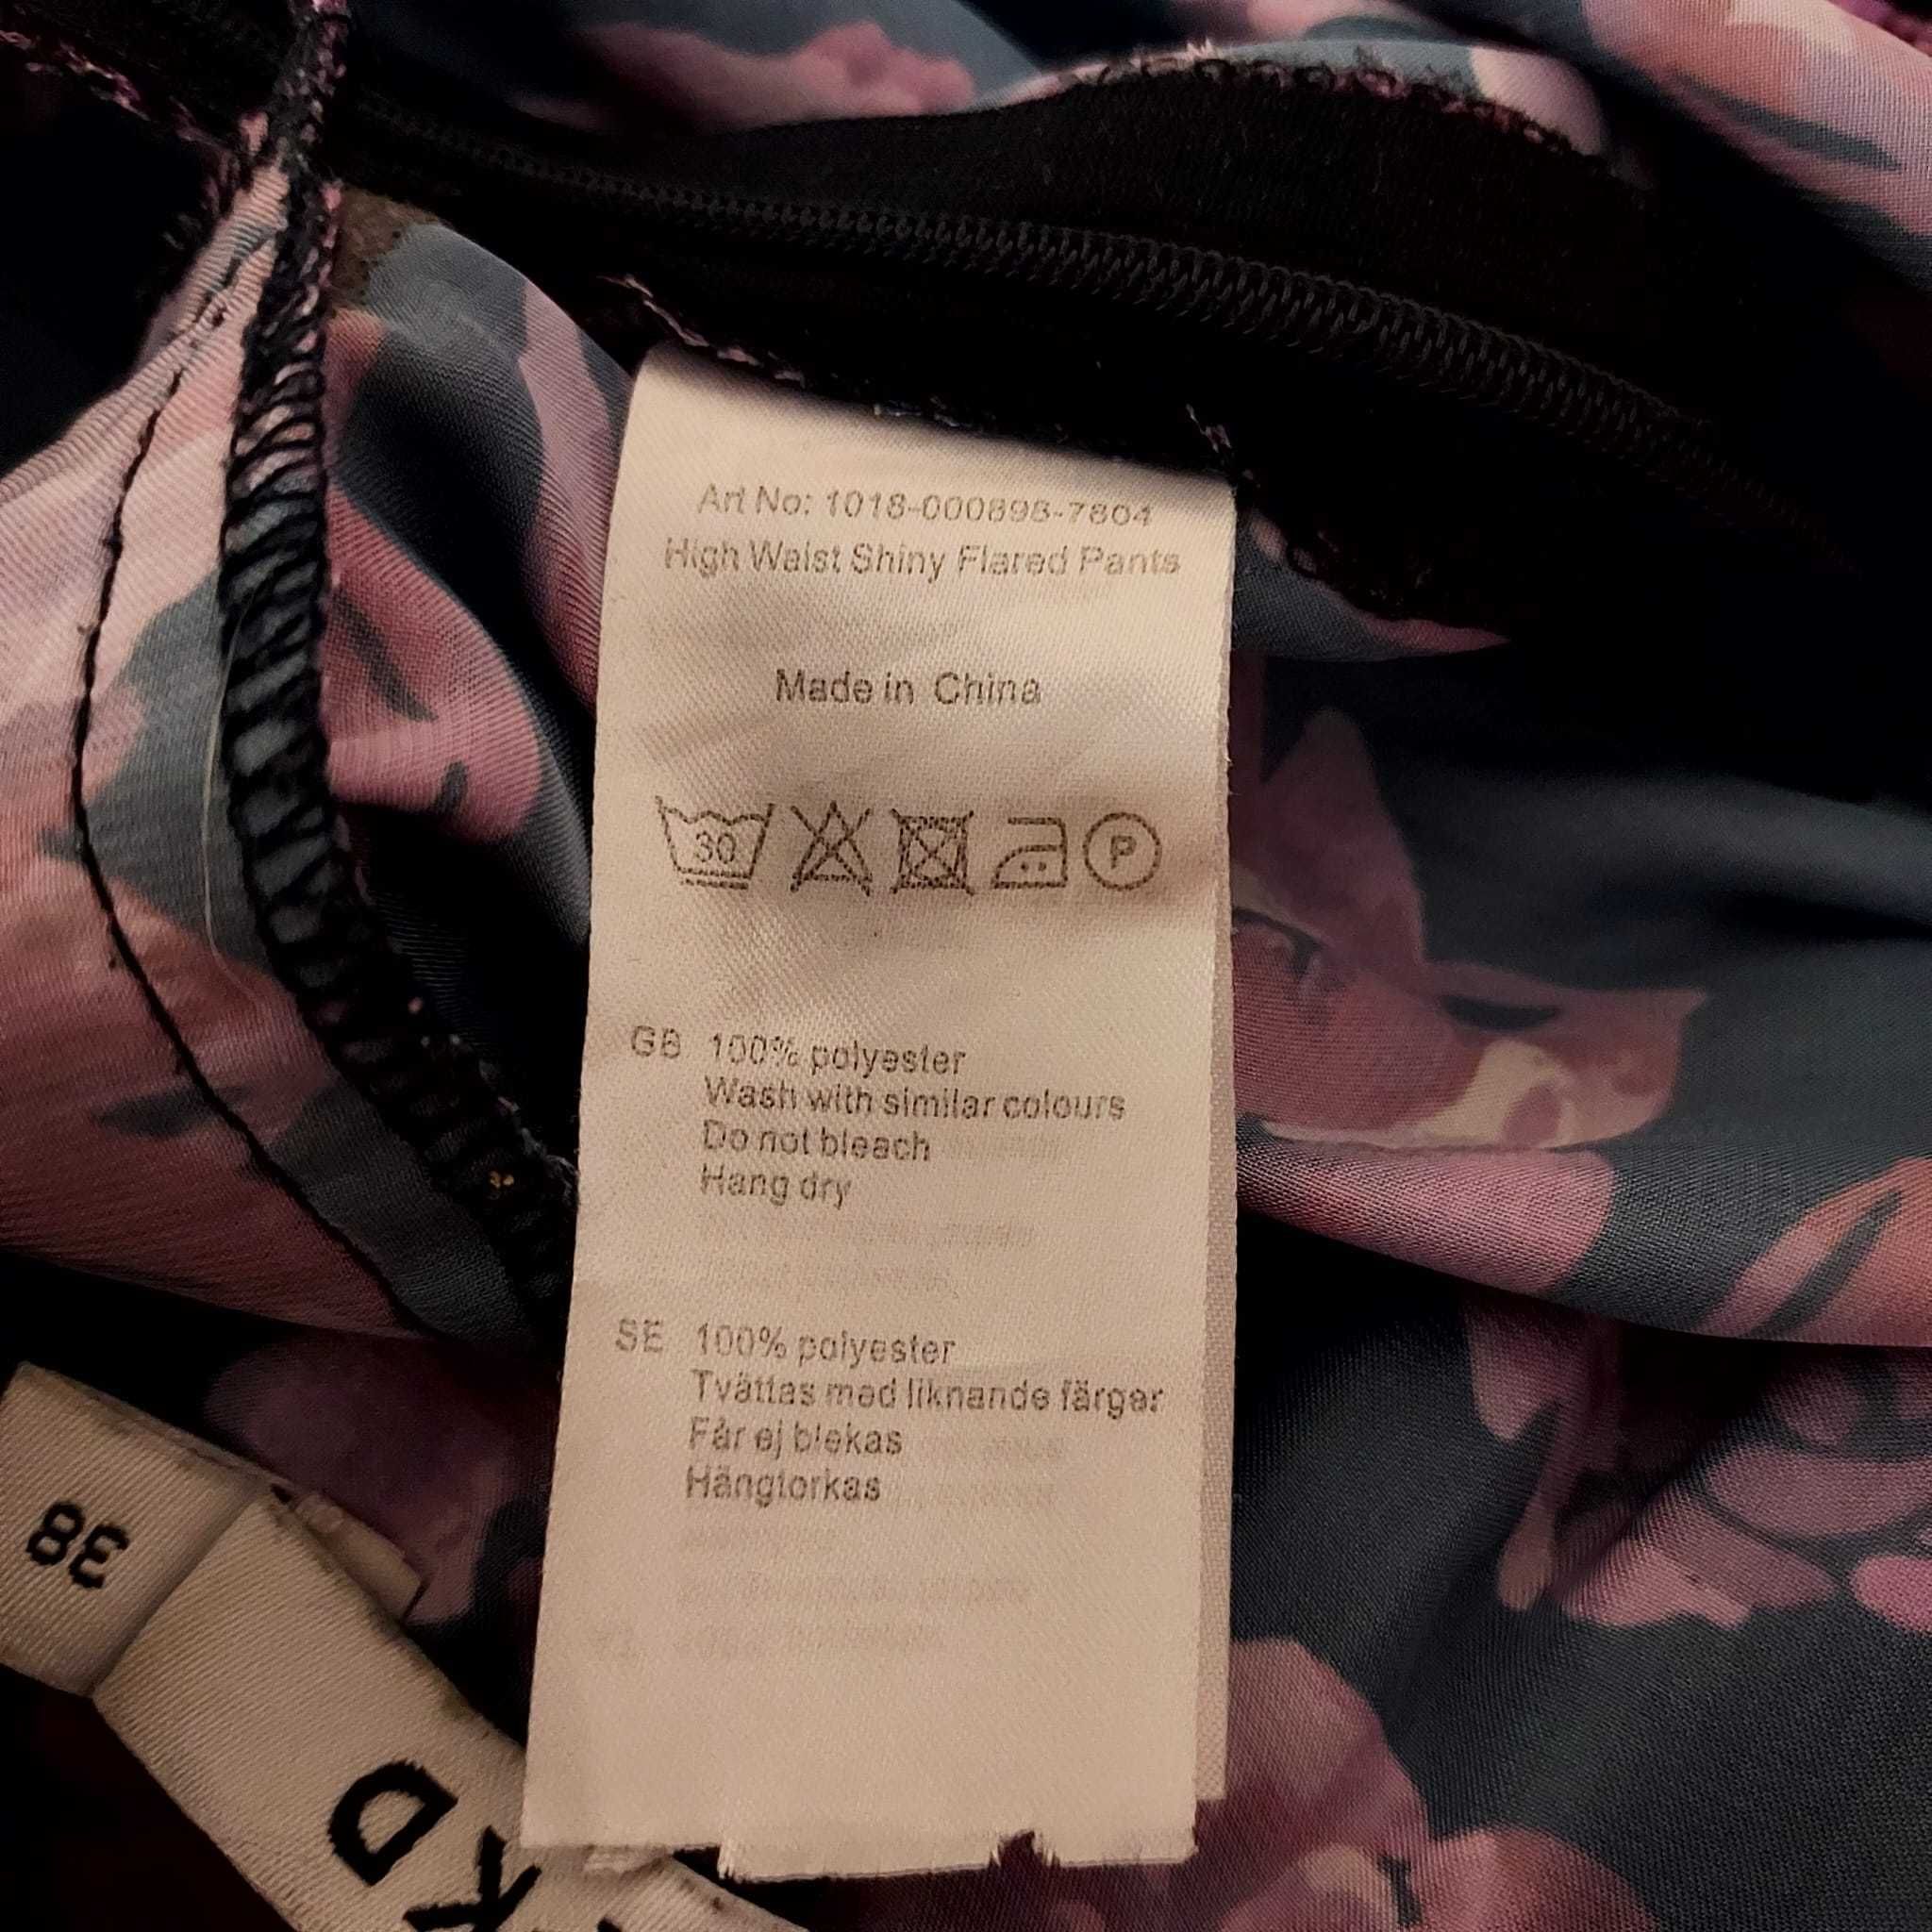 Art No: 1018-000898-7804
High Waist Shiny Flared Pants
Made in China
30
P
GB 100% polyester
Wash with similar colours
Do not bleach
Hang dry
SE 100% polyester
Tvättas med liknande färger
Får ej blekas
Hängtorkas
38
KD